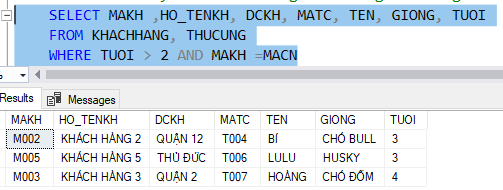 SELECT MAKH ,HO_TENKH, DCKH, MATC, TEN, GIONG, TUOI
FROM KHACHHANG, THUCUNG
WHERE TUOI > 2 AND MAKH =MACN
Results Messages
MAKH HO_TENKH DCKH MATC TEN GIONG TUOI
M002 KHÁCH HÀNG 2 QUẬN 12 T004 BÍ CHÓ BULL 3
M005 KHÁCH HÀNG 5 THỦ ĐỨC T006 LULU HUSKY 3
M003 KHÁCH HÀNG 3 QUẬN 2 T007 HOÀNG CHÓ ĐỐM 4